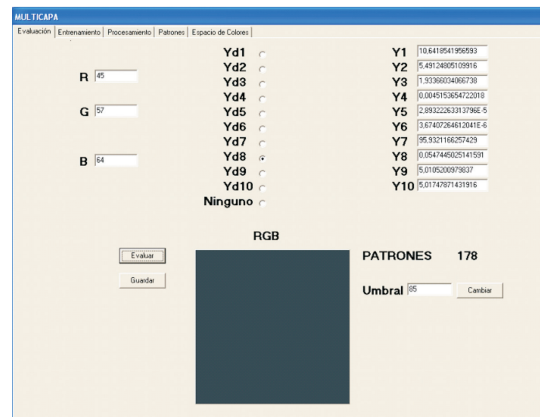 MULTICAPA
Evaluación Entrenamiento Procesamiento Patrones Espacio de Colores
R 45
G 57
B 64
Yd1
Yd2
Yd3
Yd4
Yd5
Yd6
Yd7
Yd8
Yd9
Yd10
Ninguno
Y1 10,6418541956593
Y2 5,49124805109916
Y3 1,93366034066738
Y4 0,0045153654722018
Y5 2,89322263313796E-5
Y6 3,67407264612041E-6
Y7 95,9321166257429
Y8 0,0547445025141591
Y9 5,0105200979837
Y10 5,01747871431916
Evaluar
Guardar
RGB
PATRONES 178
Umbral 85 Cambiar